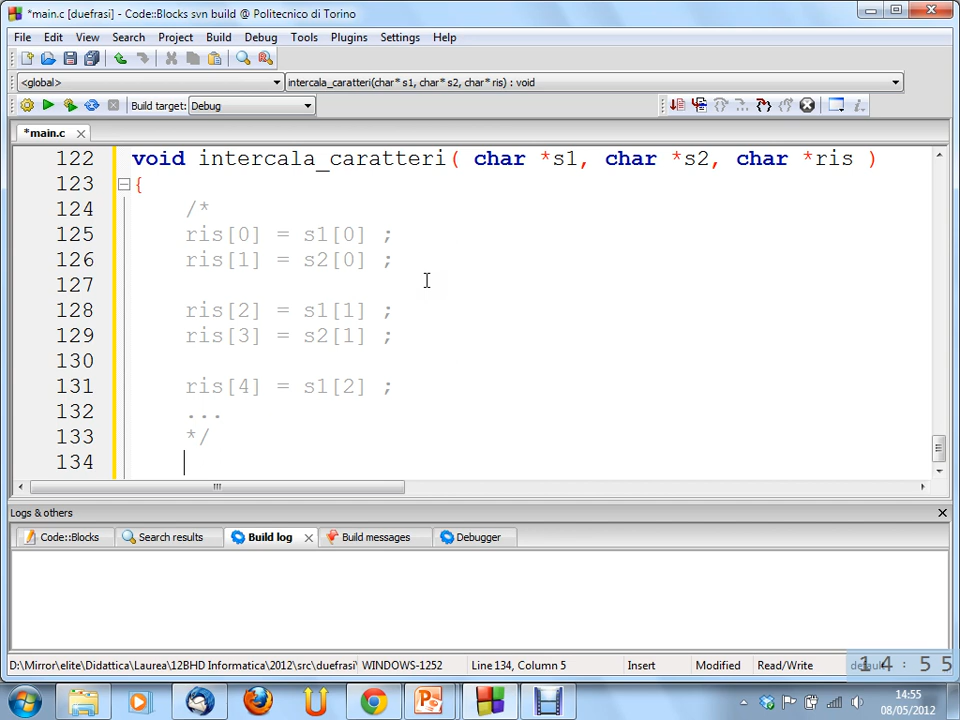 *main.c [duefrasi] - Code::Blocks svn build @ Politecnico di Torino
File Edit View Search Project Build Debug Tools Plugins Settings Help
<global> intercala_caratteri(char* s1, char* s2, char* ris) : void
Build target: Debug
*main.c
122 void intercala_caratteri( char *s1, char *s2, char *ris )
123 {
124 /*
125 ris[0] = s1[0] ;
126 ris[1] = s2[0] ;
127
128 ris[2] = s1[1] ;
129 ris[3] = s2[1] ;
130
131 ris[4] = s1[2] ;
132 ...
133 */
134
Logs & others
Code::Blocks Search results Build log Build messages Debugger
D:\Mirror\elite\Didattica\Laurea\12BHD Informatica\2012\src\duefrasi\ WINDOWS-1252 Line 134, Column 5 Insert Modified Read/Write 14:55
14:55
08/05/2012